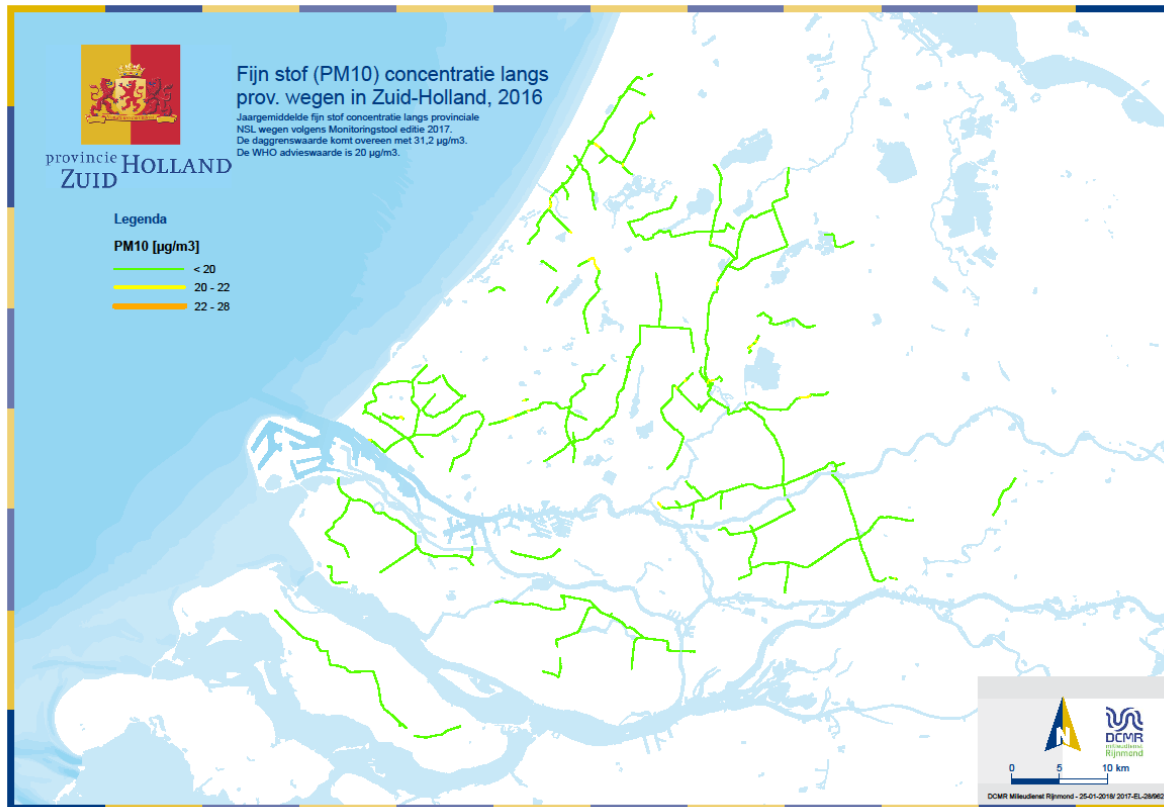 Fijn stof (PM10) concentratie langs
prov. wegen in Zuid-Holland, 2016
Jaargemiddelde fijn stof concentratie langs provinciale
NSL wegen volgens Monitoringstool editie 2017.
De daggrenswaarde komt overeen met 31,2 µg/m3.
De WHO advieswaarde is 20 µg/m3.
provincie HOLLAND
ZUID
Legenda
PM10 [µg/m3]
< 20
20 - 22
22 - 28
N
DCMR
milieudienst
Rijnmond
0 5 10 km
DCMR Milieudienst Rijnmond - 25-01-2018/ 2017-EL-28/962